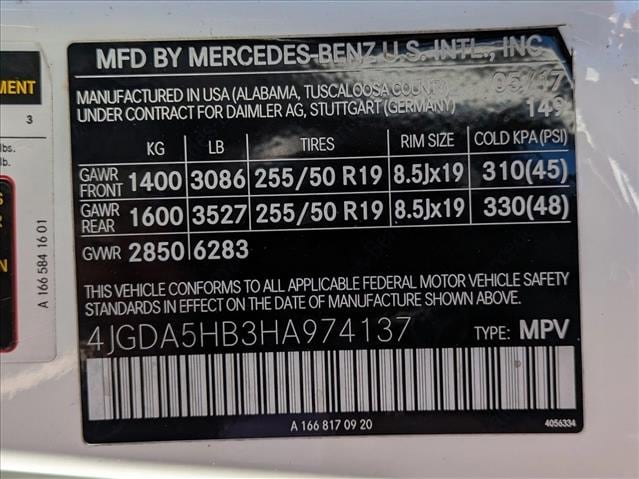 MFD BY MERCEDES-BENZ U.S. INTL., INC.
MANUFACTURED IN USA (ALABAMA, TUSCALOOSA COUNTY) 05/17
UNDER CONTRACT FOR DAIMLER AG, STUTTGART (GERMANY) 149
KG LB TIRES RIM SIZE COLD KPA (PSI)
GAWR FRONT 1400 3086 255/50 R19 8.5Jx19 310(45)
GAWR REAR 1600 3527 255/50 R19 8.5Jx19 330(48)
GVWR 2850 6283
THIS VEHICLE CONFORMS TO ALL APPLICABLE FEDERAL MOTOR VEHICLE SAFETY
STANDARDS IN EFFECT ON THE DATE OF MANUFACTURE SHOWN ABOVE.
4JGDA5HB3HA974137 TYPE: MPV
A 166 817 09 20 4056334
3
lbs.
lb.
A 166 584 16 01